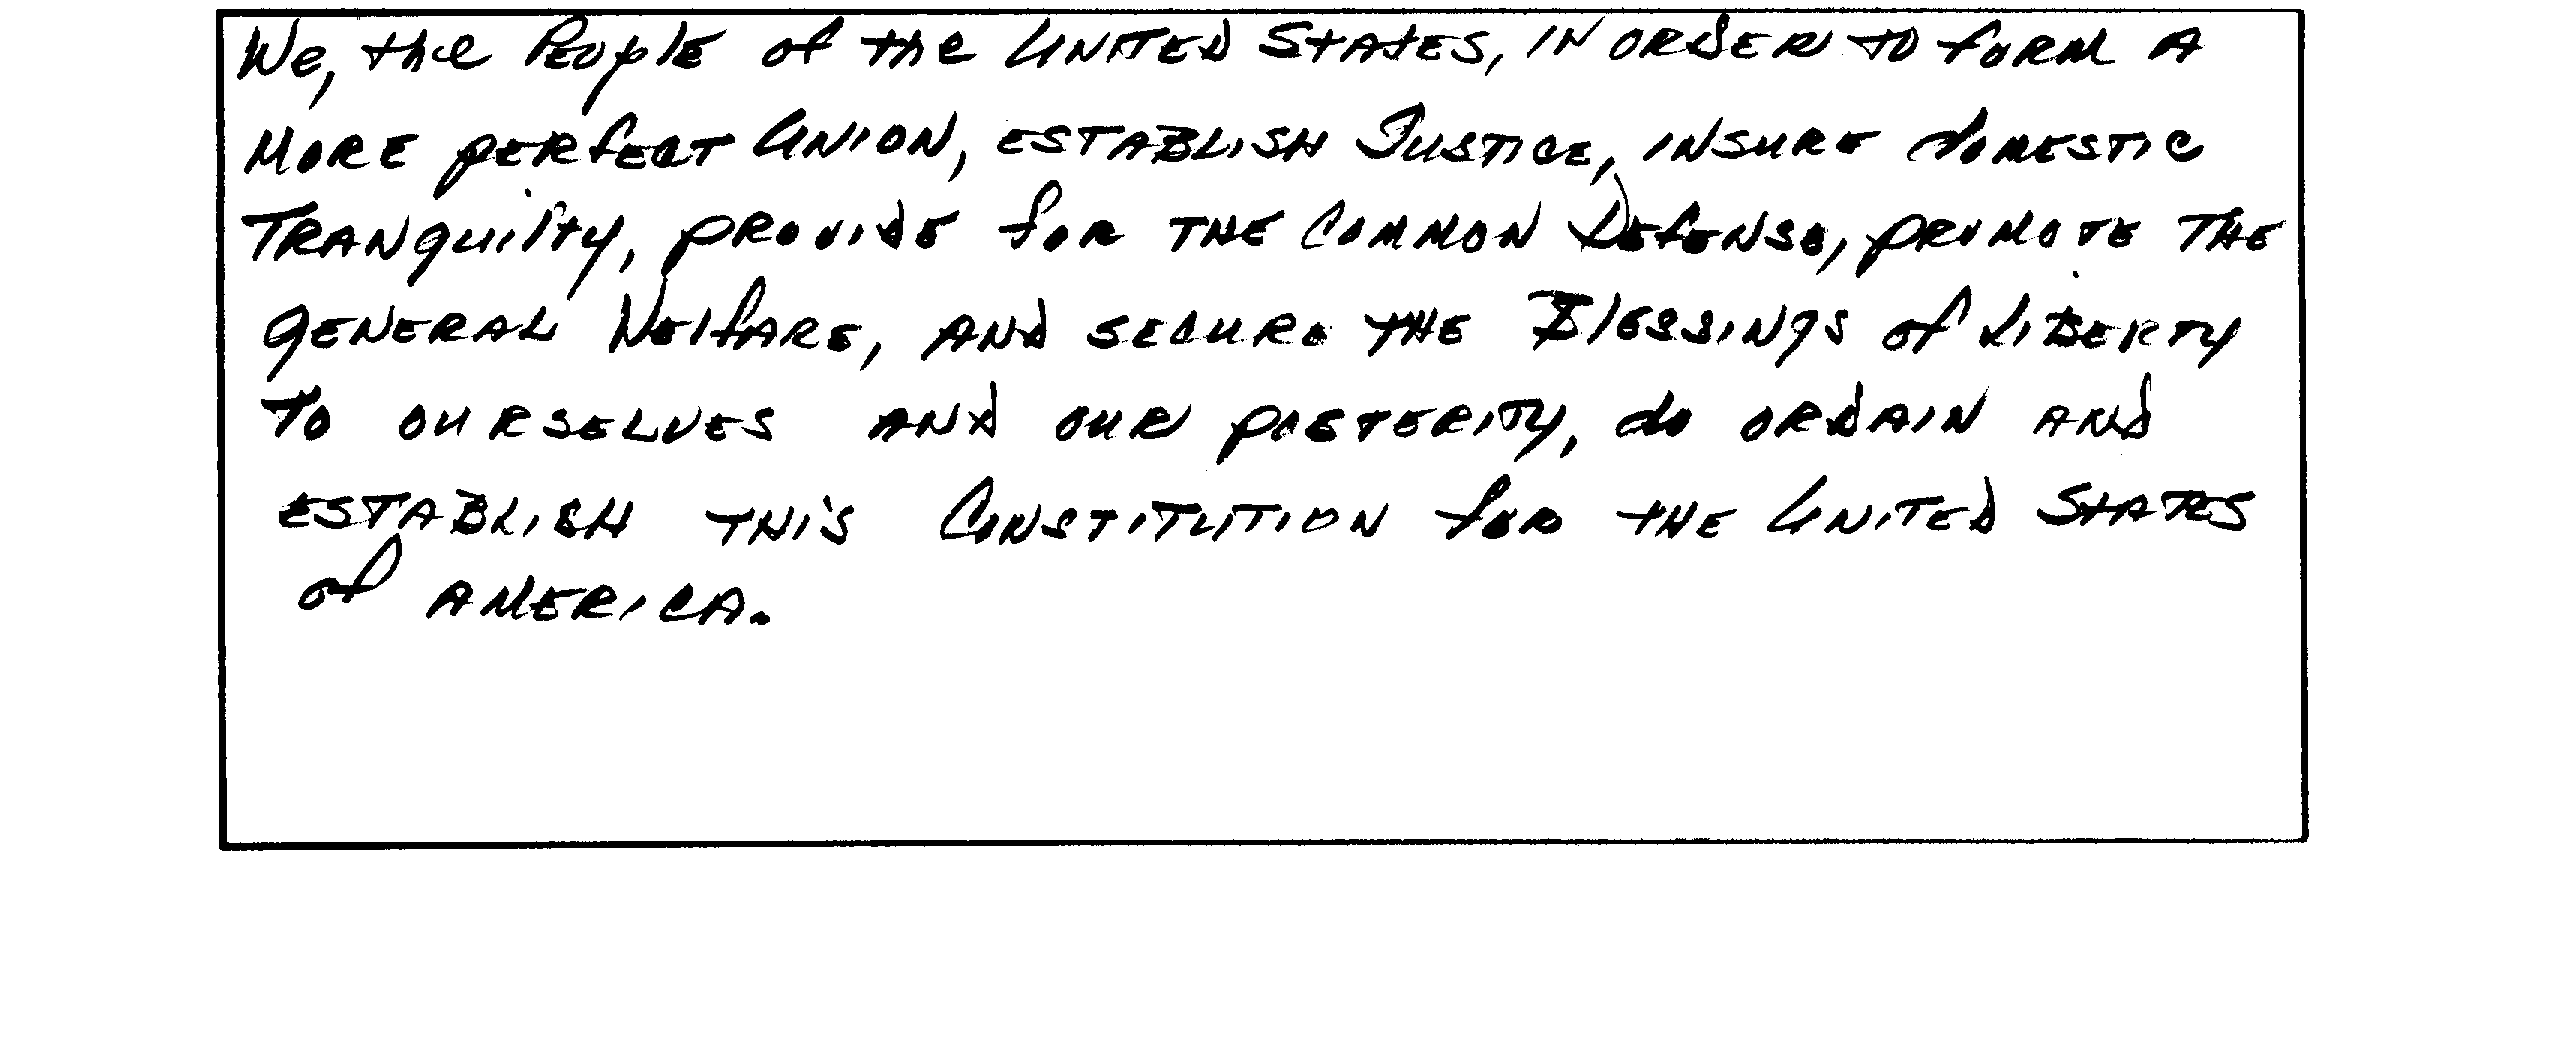 We, the People of the United States, in order to form a
more perfect Union, establish Justice, insure domestic
Tranquilty, provide for the common Defense, promote the
general Welfare, and secure the Blessings of Liberty
to ourselves and our posterity, do ordain and
establish this Constitution for the United States
of America.